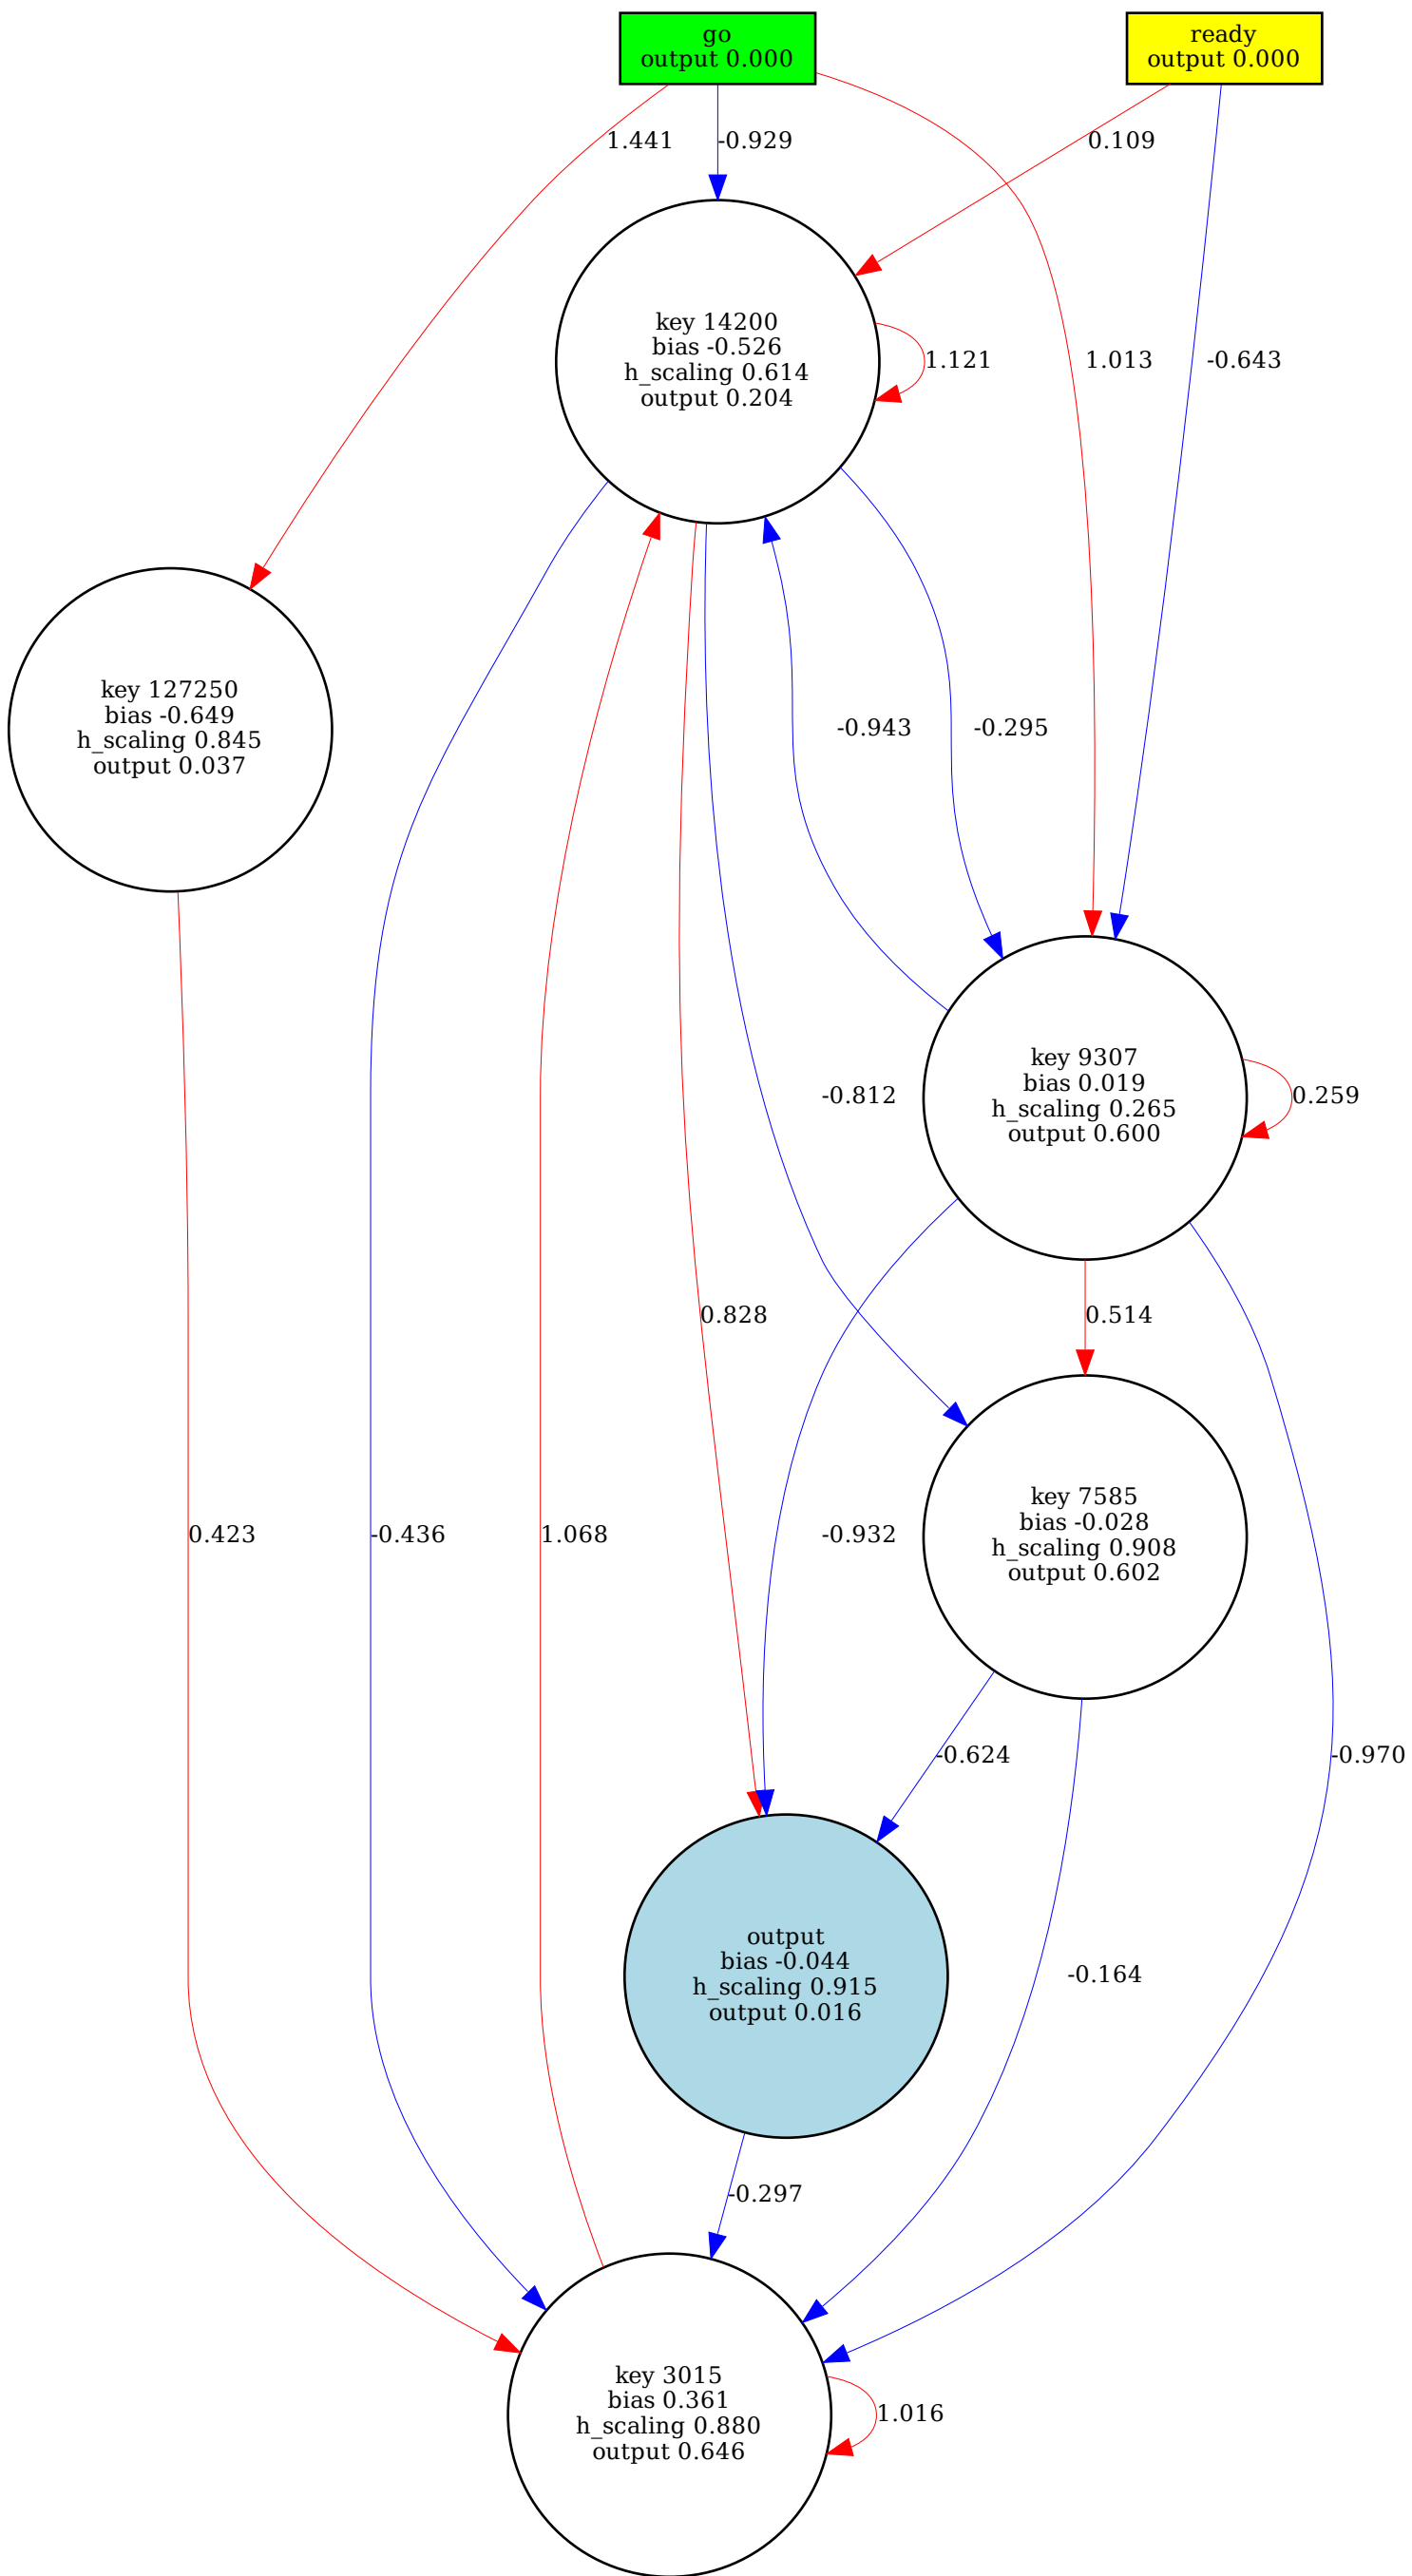 go
output 0.000
ready
output 0.000
1.441
-0.929
0.109
key 14200
bias -0.526
h_scaling 0.614
output 0.204
1.121
1.013
-0.643
key 127250
bias -0.649
h_scaling 0.845
output 0.037
-0.943
-0.295
key 9307
bias 0.019
h_scaling 0.265
output 0.600
-0.812
0.259
0.828
0.514
key 7585
bias -0.028
h_scaling 0.908
output 0.602
0.423
-0.436
1.068
-0.932
-0.624
-0.970
output
bias -0.044
h_scaling 0.915
output 0.016
-0.164
-0.297
key 3015
bias 0.361
h_scaling 0.880
output 0.646
1.016